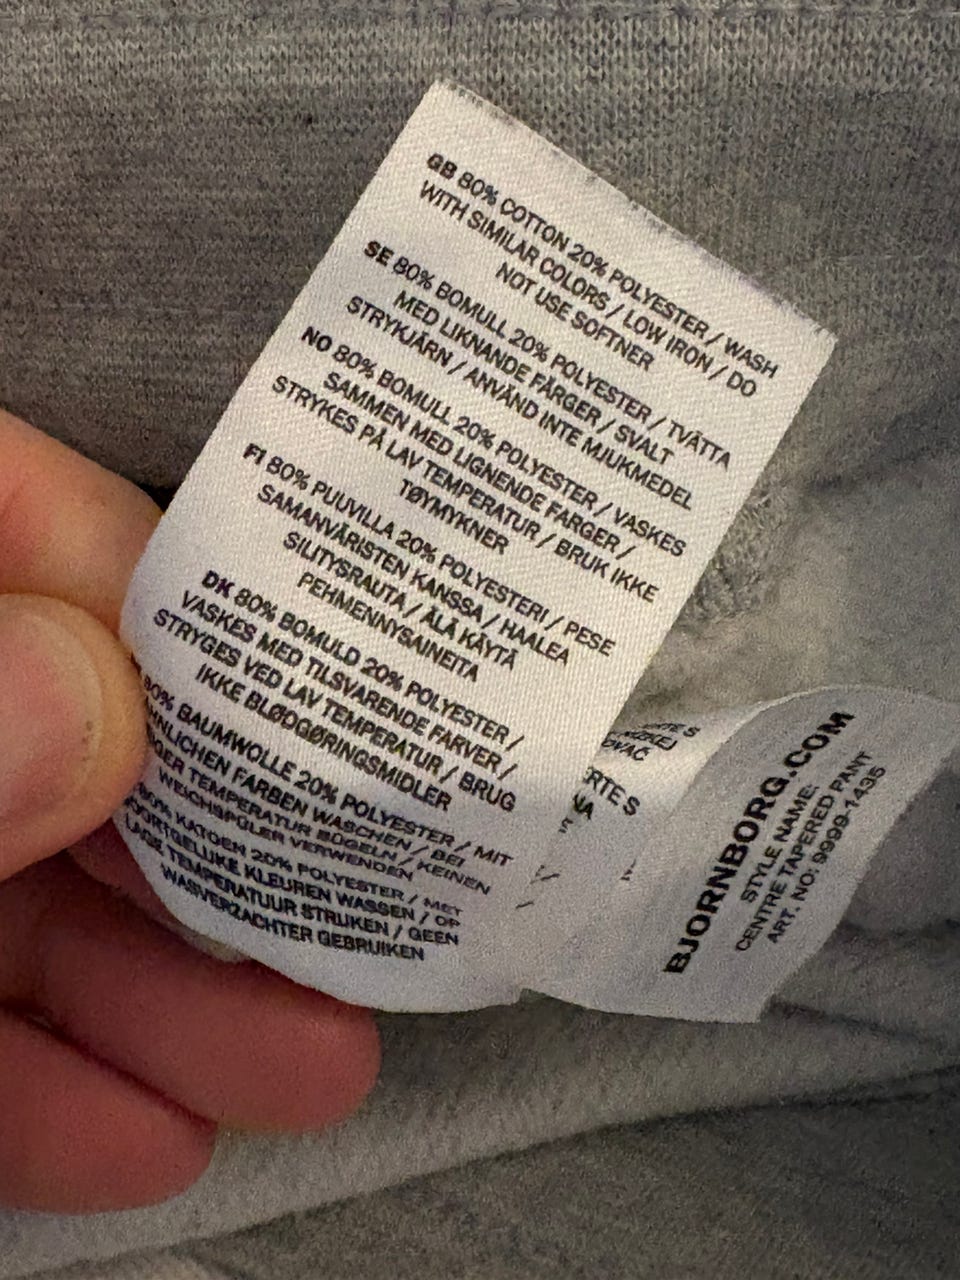 GB 80% COTTON 20% POLYESTER / WASH
WITH SIMILAR COLORS / LOW IRON / DO
NOT USE SOFTNER
SE 80% BOMULL 20% POLYESTER / TVÄTTA
MED LIKNANDE FÄRGER / SVALT
STRYKJÄRN / ANVÄND INTE MJUKMEDEL
NO 80% BOMULL 20% POLYESTER / VASKES
SAMMEN MED LIGNENDE FARGER /
STRYKES PÅ LAV TEMPERATUR / BRUK IKKE
TØYMYKNER
FI 80% PUUVILLA 20% POLYESTERI / PESE
SAMANVÄRISTEN KANSSA / HAALEA
SILITYSRAUTA / ÄLÄ KÄYTÄ
PEHMENNYSAINEITA
DK 80% BOMULD 20% POLYESTER /
VASKES MED TILSVARENDE FARVER /
STRYGES VED LAV TEMPERATUR / BRUG
IKKE BLØDGØRINGSMIDLER
80% BAUMWOLLE 20% POLYESTER / MIT
FARBEN WASCHEN / BEI
TEMPERATUR BÜGELN / KEINEN
WEICHSPÜLER VERWENDEN
80% KATOEN 20% POLYESTER / MET
KLEUREN WASSEN / OP
TEMPERATUUR STRIJKEN / GEEN
WASVERZACHTER GEBRUIKEN
BJORNBORG.COM
STYLE NAME:
CENTRE TAPERED PANT
ART. NO: 9999-1435